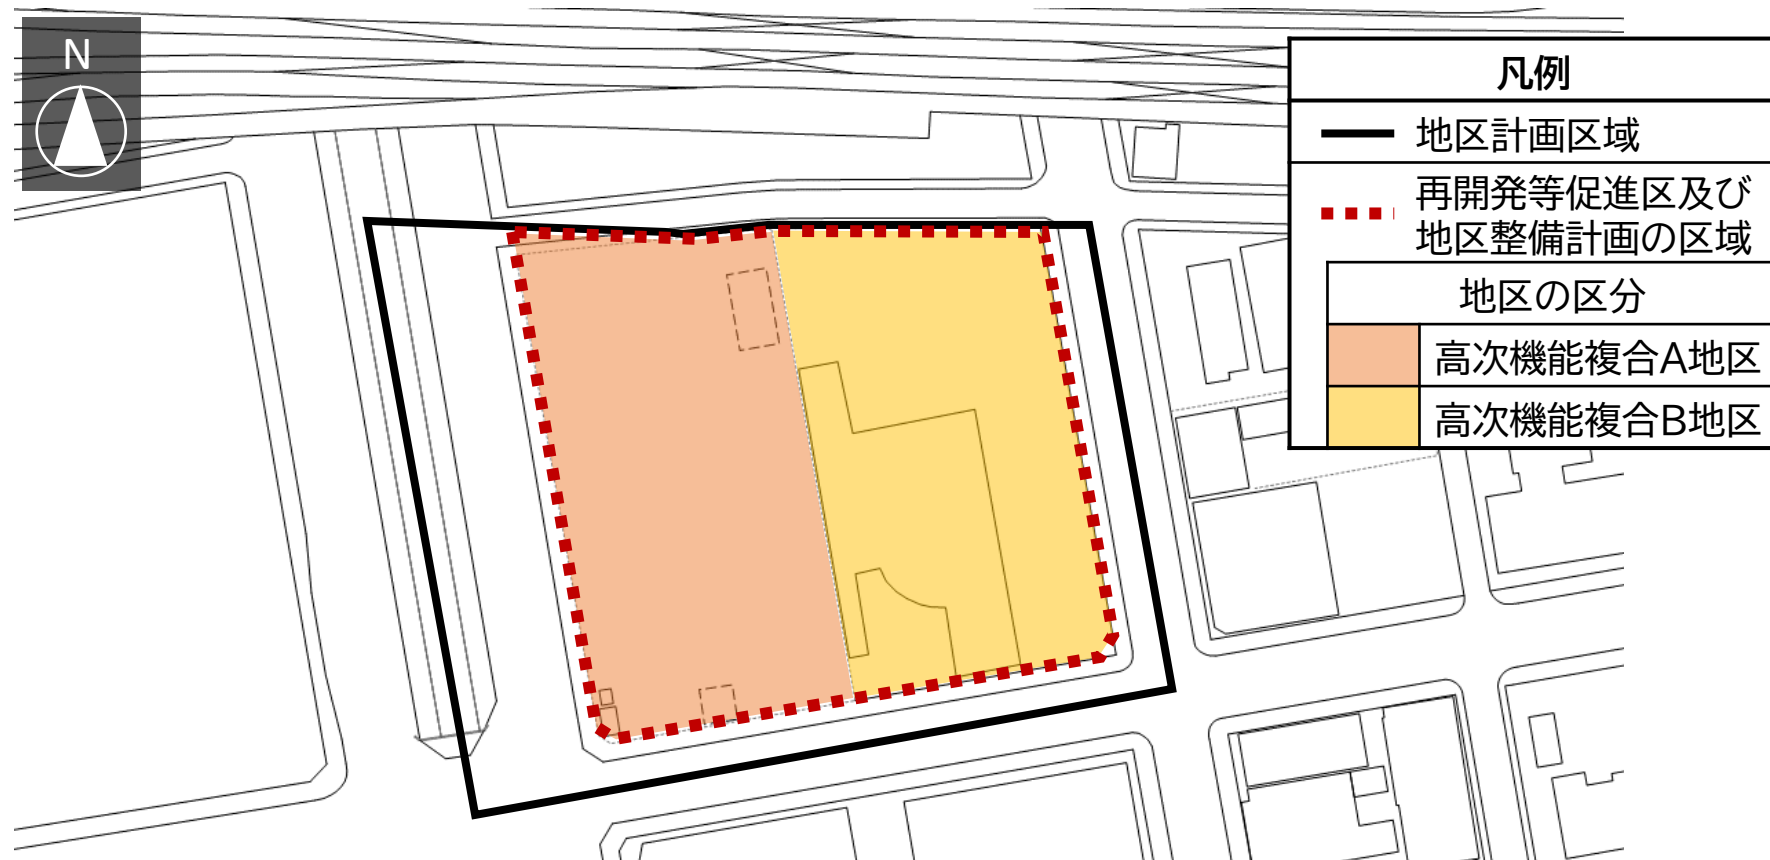 N
凡例
地区計画区域
再開発等促進区及び
地区整備計画の区域
地区の区分
高次機能複合A地区
高次機能複合B地区